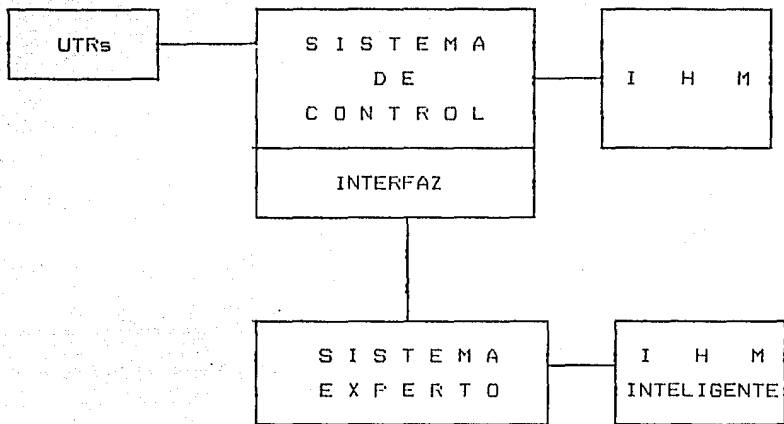 UTRs
S I S T E M A
D E
C O N T R O L
I H M
INTERFAZ
S I S T E M A
E X P E R T O
I H M
INTELIGENTE